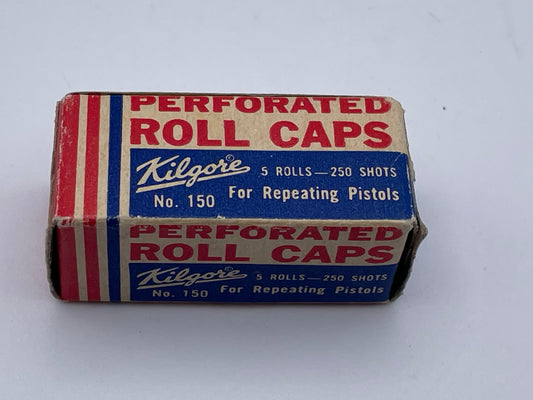 PERFORATED
ROLL CAPS
Kilgore® 5 ROLLS—250 SHOTS
No. 150 For Repeating Pistols
PERFORATED
ROLL CAPS
Kilgore® 5 ROLLS—250 SHOTS
No. 150 For Repeating Pistols